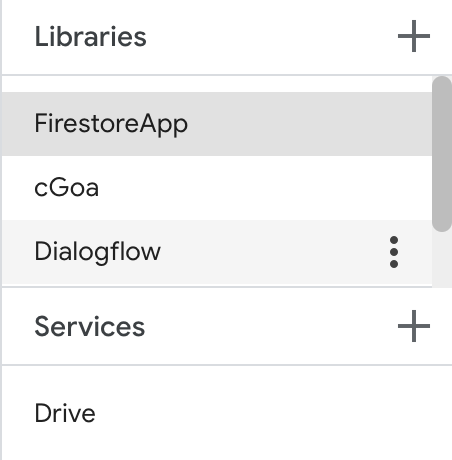 Libraries
FirestoreApp
cGoa
Dialogflow
Services
Drive